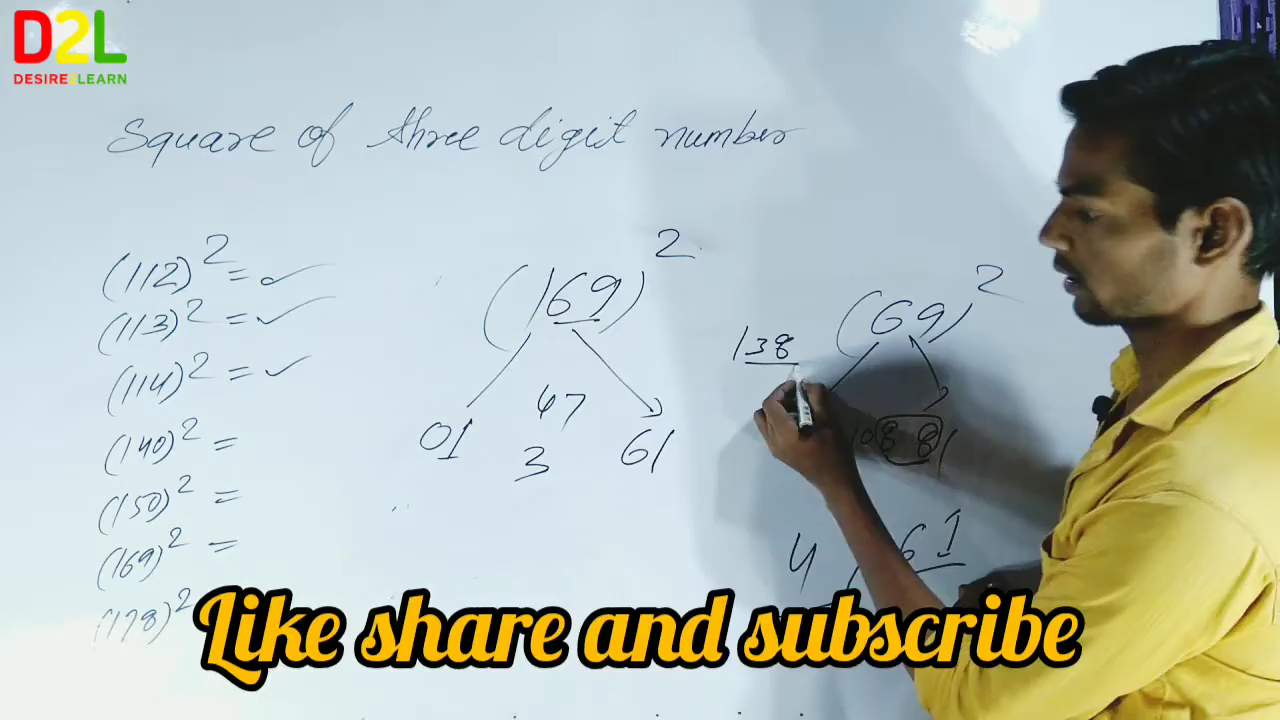 D2L
DESIRE2LEARN
Square of three digit number
(112)² = ✓
(113)² = ✓
(114)² = ✓
(140)² =
(150)² =
(169)² =
(178)²
(169)²
47
01 3 61
(69)²
138
108 81
4 61
Like share and subscribe